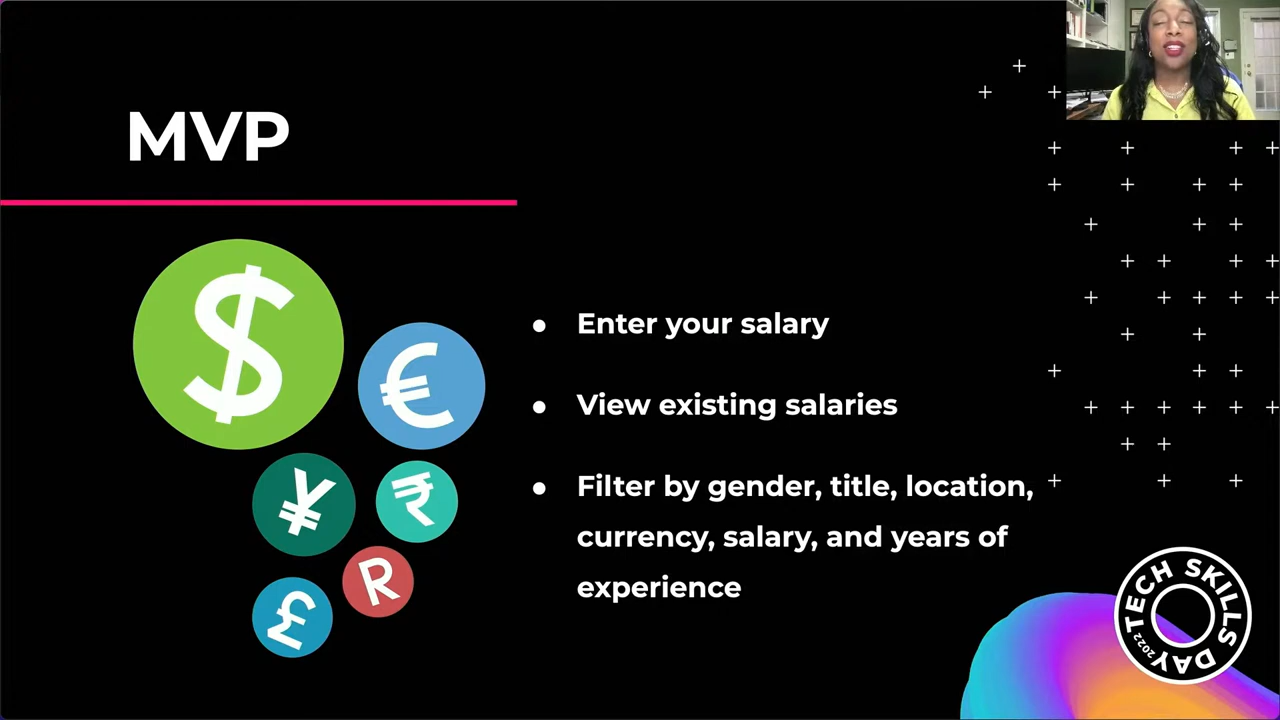 MVP
$
€
¥
₹
R
£
Enter your salary
View existing salaries
Filter by gender, title, location,
currency, salary, and years of
experience
TECH SKILLS DAY 2022